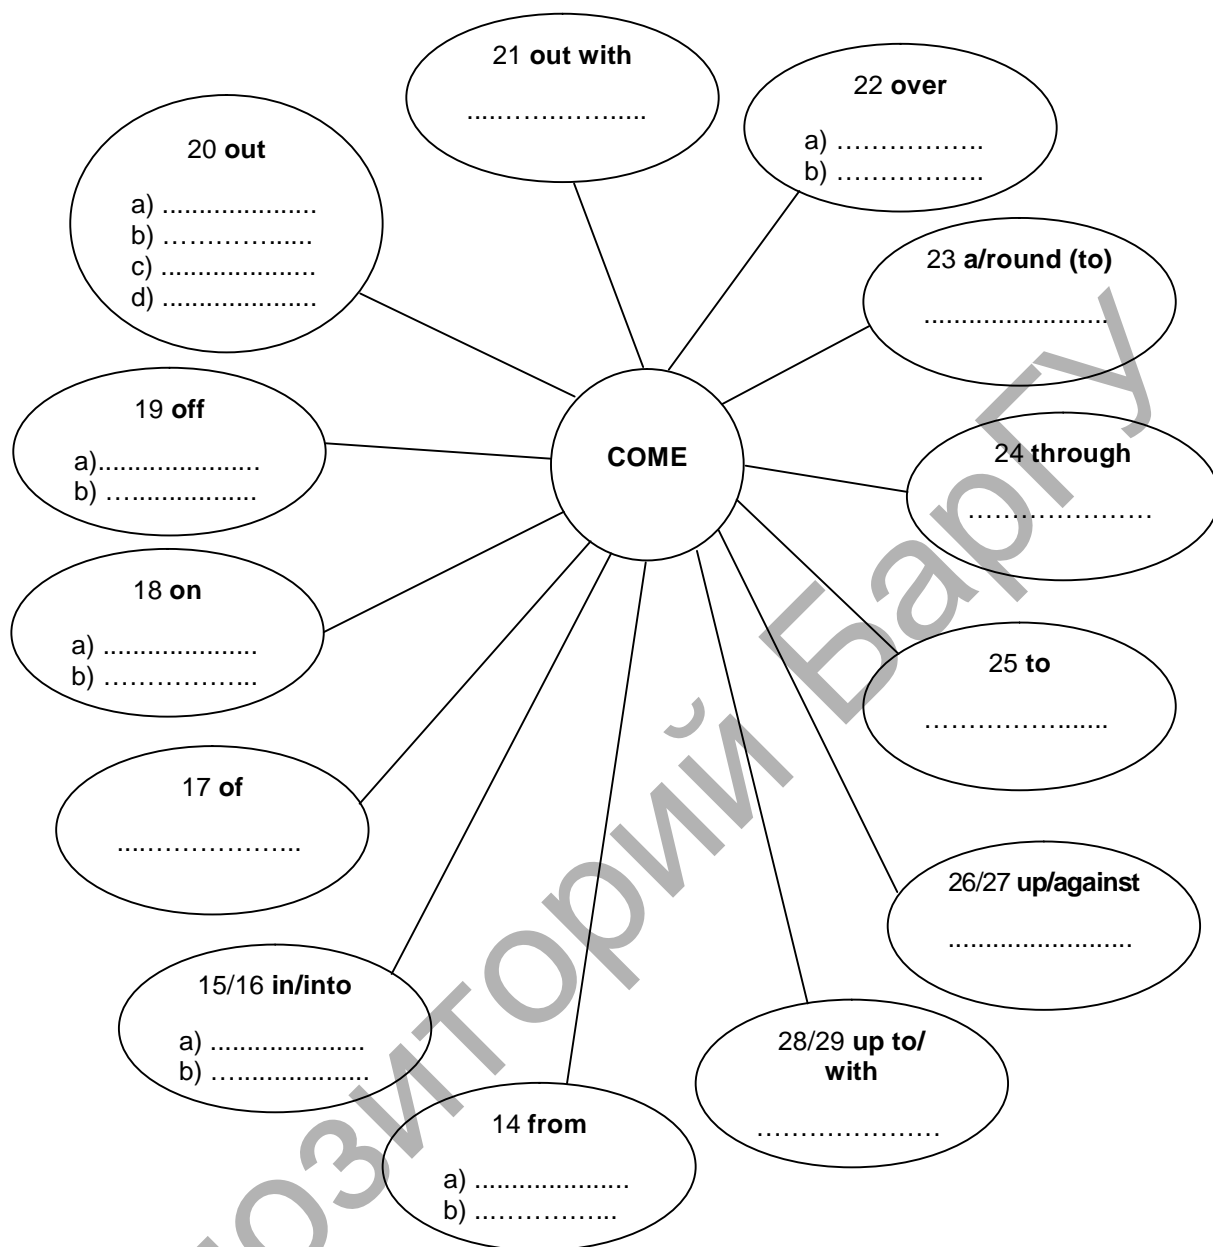 21 out with
....…………......
22 over
a) ……………..
b) ……………..
20 out
a) .....................
b) …………......
c) .....................
d) .....................
23 a/round (to)
.........................
19 off
a)......................
b) ….................
COME
24 through
…………………
18 on
a) .....................
b) ……………...
25 to
…………….......
17 of
....……………...
26/27 up/against
.........................
15/16 in/into
a) .....................
b) …..................
28/29 up to/
with
…………………
14 from
a) .....................
b) ...…………...
позиторий БарГУ